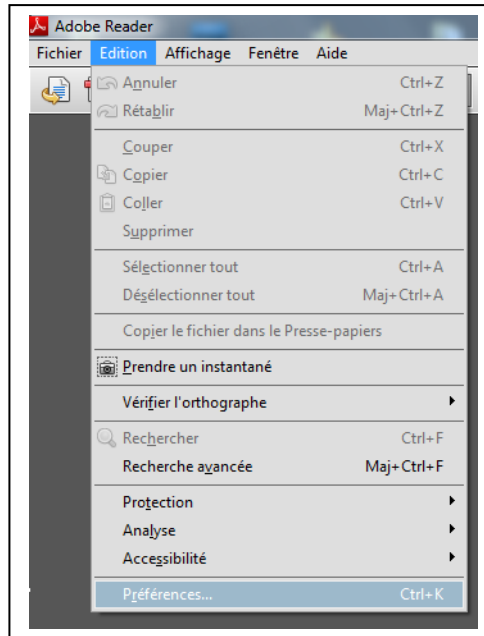 Adobe Reader
Fichier Edition Affichage Fenêtre Aide
Annuler Ctrl+Z
Rétablir Maj+Ctrl+Z
Couper Ctrl+X
Copier Ctrl+C
Coller Ctrl+V
Supprimer
Sélectionner tout Ctrl+A
Désélectionner tout Maj+Ctrl+A
Copier le fichier dans le Presse-papiers
Prendre un instantané
Vérifier l'orthographe
Rechercher Ctrl+F
Recherche avancée Maj+Ctrl+F
Protection
Analyse
Accessibilité
Préférences... Ctrl+K